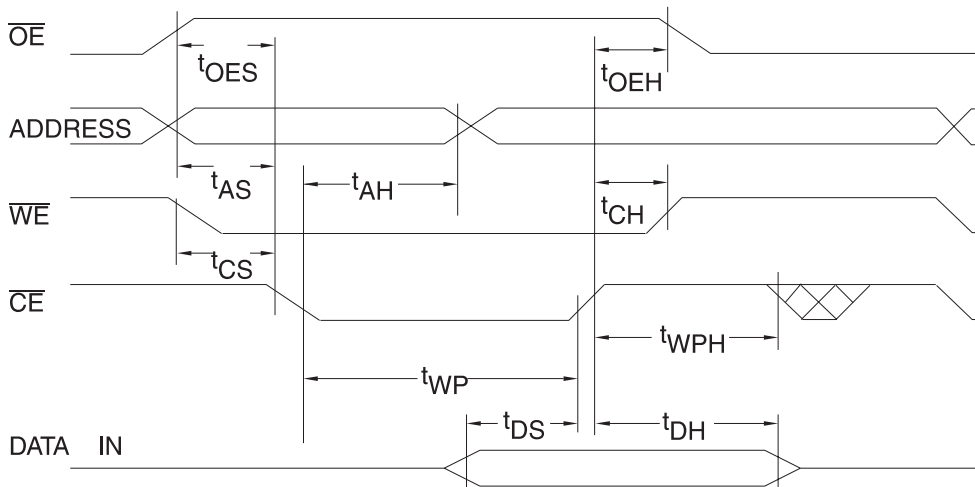 OE
tOES
tOEH
ADDRESS
tAS
tAH
tCH
WE
tCS
CE
tWPH
tWP
tDS
tDH
DATA IN